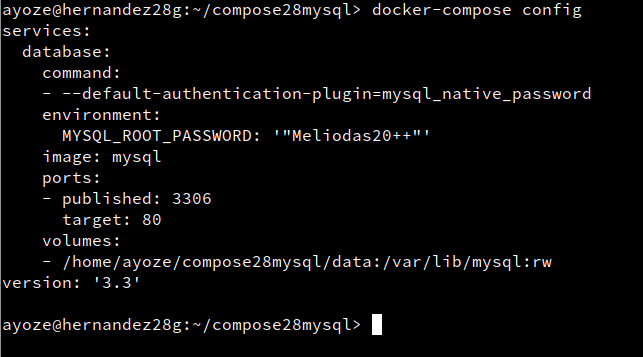 ayoze@hernandez28g:~/compose28mysql> docker-compose config
services:
  database:
    command:
    - --default-authentication-plugin=mysql_native_password
    environment:
      MYSQL_ROOT_PASSWORD: '"Meliodas20++"'
    image: mysql
    ports:
    - published: 3306
      target: 80
    volumes:
    - /home/ayoze/compose28mysql/data:/var/lib/mysql:rw
version: '3.3'
ayoze@hernandez28g:~/compose28mysql>